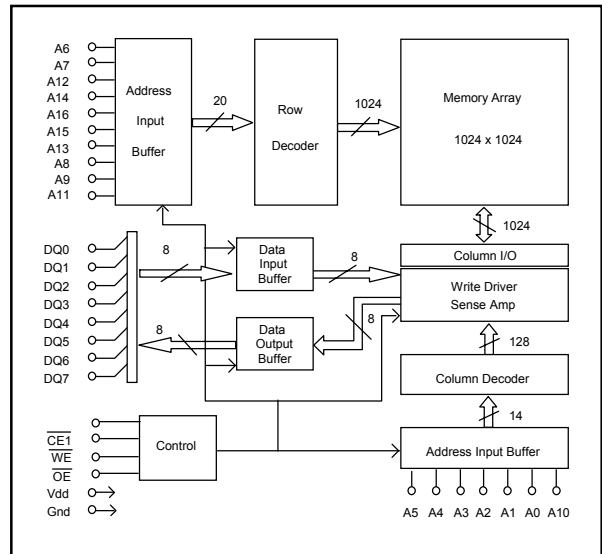 A6
A7
A12
A14
A16
A15
A13
A8
A9
A11
Address
Input
Buffer
20
Row
Decoder
1024
Memory Array
1024 x 1024
1024
DQ0
DQ1
DQ2
DQ3
DQ4
DQ5
DQ6
DQ7
8
Data
Input
Buffer
8
Column I/O
Write Driver
Sense Amp
8
Data
Output
Buffer
8
128
Column Decoder
14
Address Input Buffer
CE1
WE
OE
Vdd
Gnd
Control
A5 A4 A3 A2 A1 A0 A10